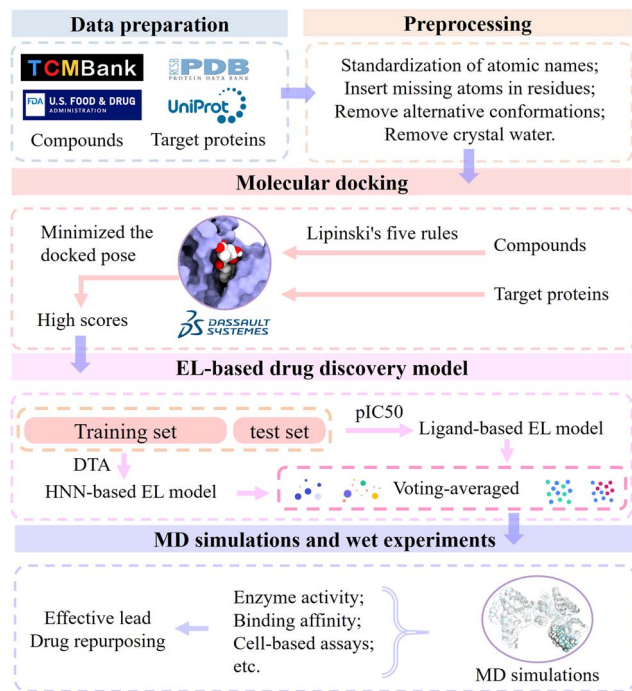 Data preparation
TCMBank
RCSB
PDB
PROTEIN DATA BANK
FDA
U.S. FOOD & DRUG
ADMINISTRATION
UniProt
Compounds
Target proteins
Preprocessing
Standardization of atomic names;
Insert missing atoms in residues;
Remove alternative conformations;
Remove crystal water.
Molecular docking
Minimized the
docked pose
High scores
DASSAULT
SYSTEMES
Lipinski's five rules
Compounds
Target proteins
EL-based drug discovery model
Training set
test set
pIC50
Ligand-based EL model
DTA
HNN-based EL model
Voting-averaged
MD simulations and wet experiments
Effective lead
Drug repurposing
Enzyme activity;
Binding affinity;
Cell-based assays;
etc.
MD simulations